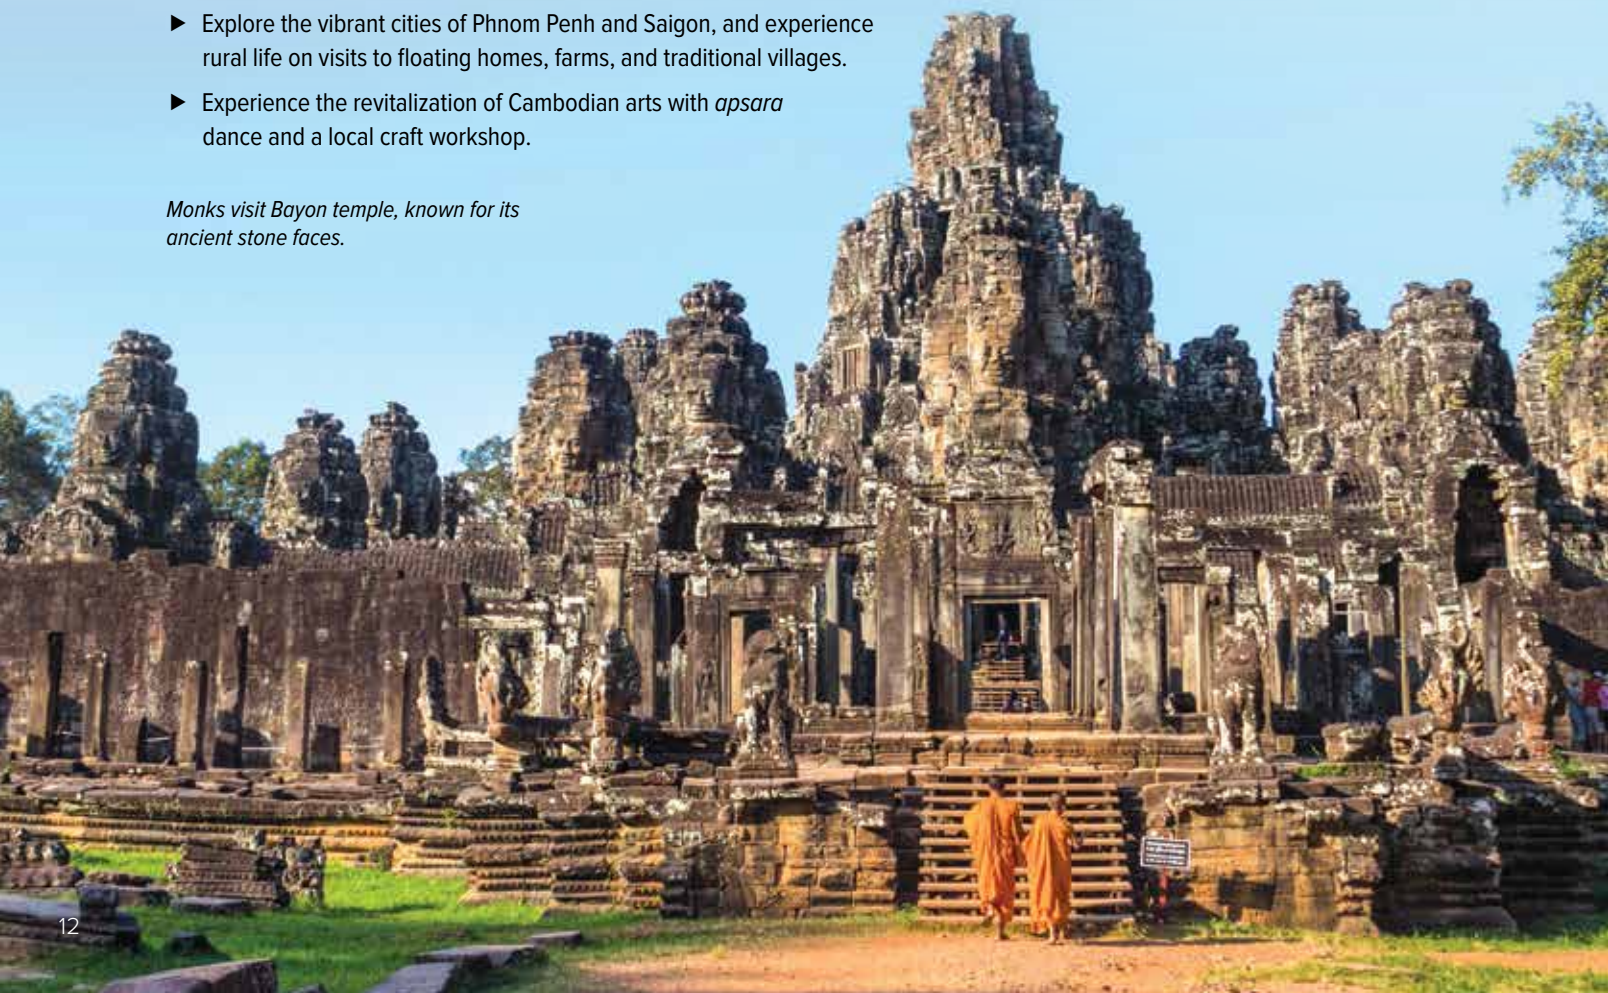 ▶ Explore the vibrant cities of Phnom Penh and Saigon, and experience
rural life on visits to floating homes, farms, and traditional villages.
▶ Experience the revitalization of Cambodian arts with apsara
dance and a local craft workshop.
Monks visit Bayon temple, known for its
ancient stone faces.
12